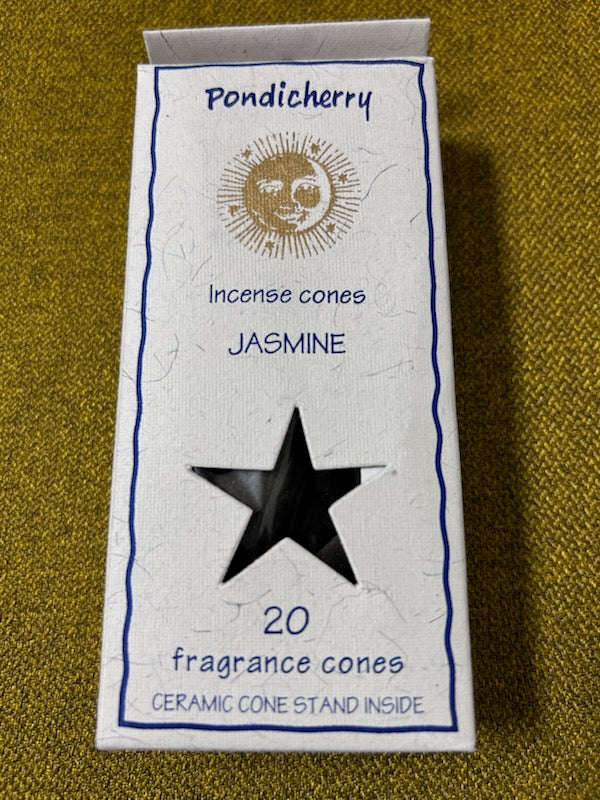 Pondicherry
Incense cones
JASMINE
20
fragrance cones
CERAMIC CONE STAND INSIDE